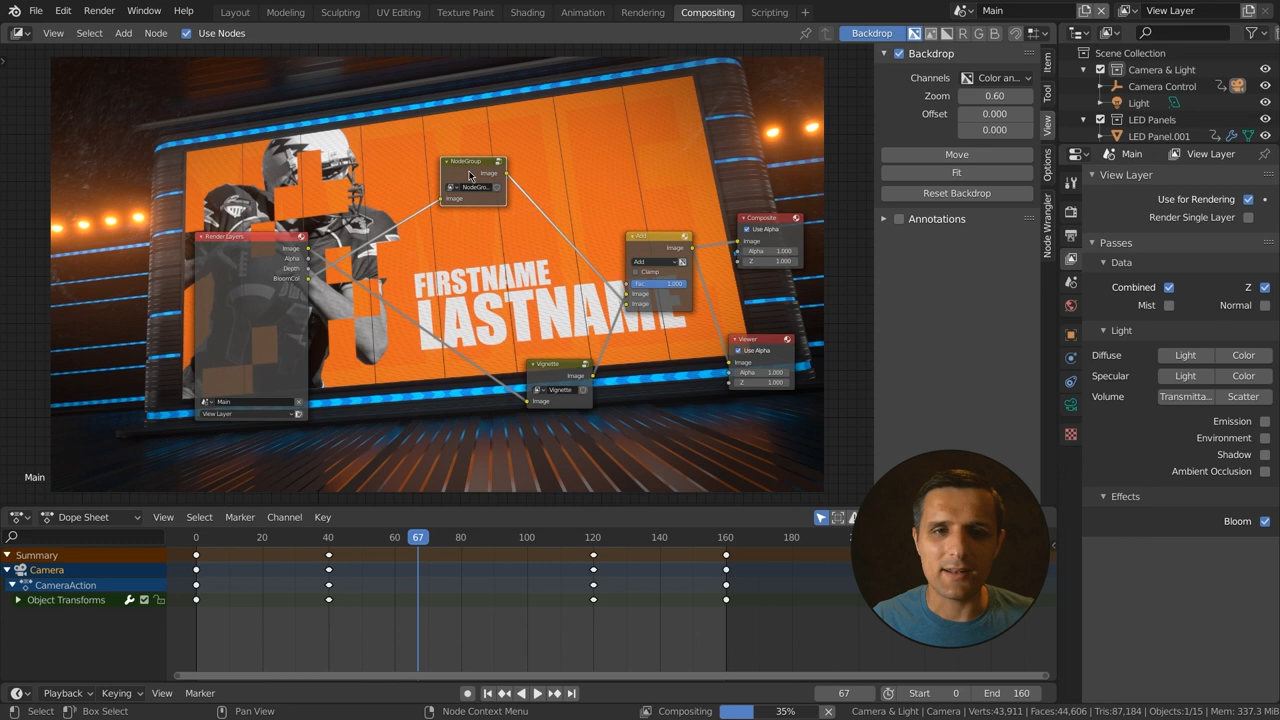 File Edit Render Window Help Layout Modeling Sculpting UV Editing Texture Paint Shading Animation Rendering Compositing Scripting + Main View Layer
View Select Add Node Use Nodes Backdrop R G B
Backdrop
Channels Color an...
Zoom 0.60
Offset 0.000
0.000
Move
Fit
Reset Backdrop
Annotations
Item
Tool
View
Options
Node Wrangler
Scene Collection
Camera & Light
Camera Control
Light
LED Panels
LED Panel.001
Main View Layer
View Layer
Use for Rendering
Render Single Layer
Passes
Data
Combined Z
Mist Normal
Light
Diffuse Light Color
Specular Light Color
Volume Transmitta... Scatter
Emission
Environment
Shadow
Ambient Occlusion
Effects
Bloom
NodeGroup
Image
NodeGro...
Image
Render Layers
Image
Alpha
Depth
BloomCol
Main
View Layer
FIRSTNAME
LASTNAME
Add
Image
Add
Clamp
Fac 1.000
Image
Image
Composite
Use Alpha
Image
Alpha 1.000
Z 1.000
Vignette
Image
Vignette
Image
Viewer
Use Alpha
Image
Alpha 1.000
Z 1.000
Main
Dope Sheet View Select Marker Channel Key
0 20 40 60 67 80 100 120 140 160 180
Summary
Camera
CameraAction
Object Transforms
Playback Keying View Marker 67 Start 0 End 160
Select Box Select Pan View Node Context Menu Compositing 35% Camera & Light | Camera | Verts:43,911 | Faces:44,606 | Tris:87,184 | Objects:1/15 | Mem: 337.3 MiB